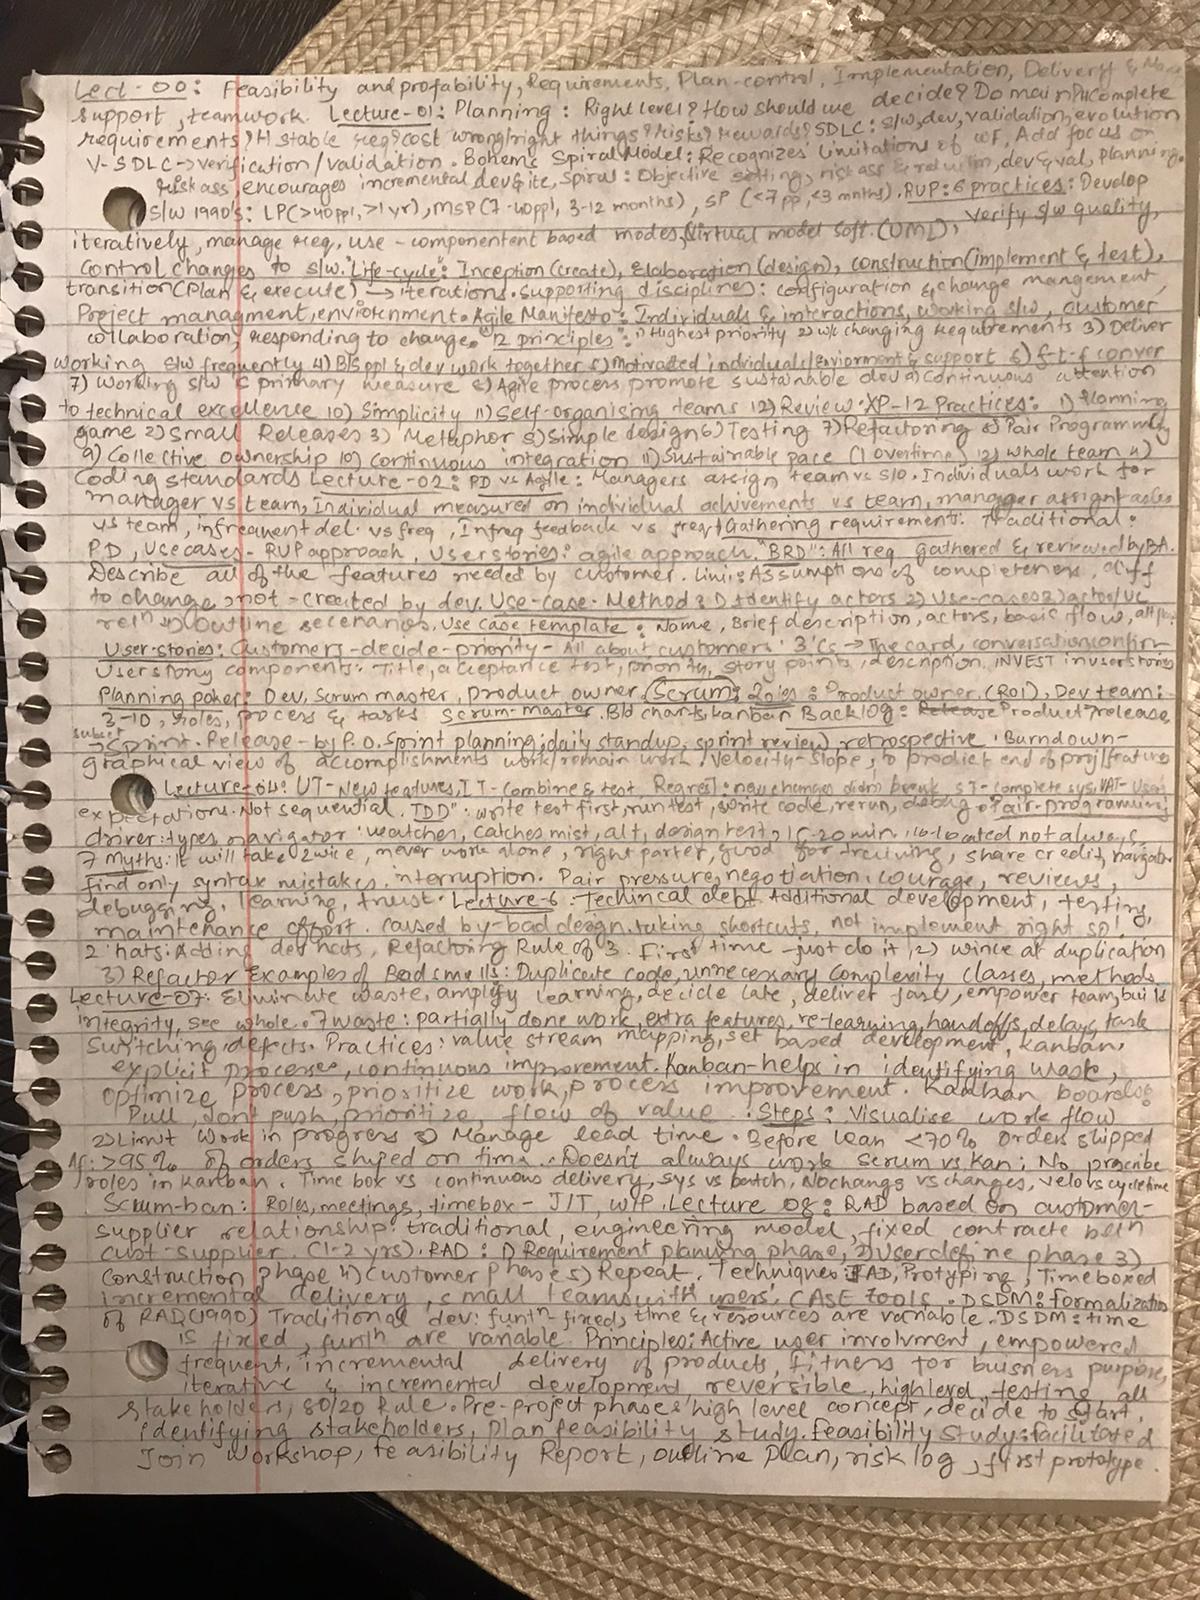 Lect-00: Feasibility and profability, Requirements, Plan-control, Implementation, Delivery &
support, teamwork. Lecture-01: Planning: Right level? How should we decide? Do main? Complete
requirements? H stable req? cost wrong/right things? risks? rewards? SDLC: s/w, dev, validation, evolution
V-SDLC → verification/validation. Bohems Spiral Model: Recognizes limitations of WF, Add focus on
risk ass, encourages incremental dev & ite, Spiral: Objective setting, risk ass & reduction, dev & val, planning.
S/W 1990's: LP(>40ppl, >1yr), MSP(7-40ppl, 3-12 months), SP (<7pp, <3 mnths). RUP: 6 practices: Develop
iteratively, manage req, use-componentent based modes, Virtual model soft. (UML), Verify s/w quality,
control changes to s/w. "Life-cycle": Inception (create), Elaboration (design), construction (implement & test),
transition (Plan & execute) → iterations. Supporting disciplines: configuration & change mangement,
Project managment, environment. Agile Manifesto: Individuals & interactions, working s/w, customer
collaboration, responding to change. "12 principles": 1) Highest priority 2) w/c changing requirements 3) Deliver
working s/w frequently 4) B/S ppl & dev work together 5) Motivated individuals/Enviorment & support 6) f-t-f conver
7) Working s/w primary measure 8) Agile process promote sustainable dev 9) Continuous attention
to technical excellence 10) Simplicity 11) Self-organising teams 12) Review. XP-12 Practices: 1) Planning
game 2) Small Releases 3) Metaphor 5) Simple design 6) Testing 7) Refactoring 8) Pair Programming
9) Collective ownership 10) Continuous integration 11) Sustainable pace (1 overtime) 12) Whole team 4)
Coding standards Lecture-02: PD vs Agile: Managers assign team vs S/O. Individuals work for
manager vs team, Individual measured on individual achivements vs team, manager assign tasks
vs team, infrequent del. vs freq, Infreq feedback vs freq. Gathering requirement: Traditional:
PD, Use cases - RUP approach, User stories: agile approach. "BRD": All req gathered & reviewed by BA.
Describe all of the features needed by customer. Limi: Assumptions of completeness, diff
to change, not-created by dev. Use-Case-Method: 1) Identify actors 2) Use-cases 3) actor/UC
reln 4) Outline secenarios. Use Case template: Name, Brief description, actors, basic flow, alt
User-stories: Customers-decide-priority - All about customers. 3'Cs → The card, conversation, confirm
User story components: Title, acceptance test, priority, story points, description. INVEST in user stories
Planning poker: Dev, Scrum master, Product owner. Scrum: Roles: Product owner (ROI), Dev team:
3-10, roles, process & tasks Scrum-master. B/d charts, kanban Backlog: Release Product → release,
subset → Sprint. Release - by P.O. Sprint planning, daily standup, sprint review, retrospective. Burndown-
graphical view of accomplishments work/remain work. Velocity-Slope, to predict end of proj/feature
Lecture-04: UT-New features, IT-combine & test, Regres: new changes didn't break ST-complete sys, UAT-User
expectations. Not sequential. "TDD": write test first, run test, write code, rerun, debug. Pair-programming
driver: types, navigator: watches, catches mist, alt, design test, 15-20 min, not always
7 Myths: It will take 2wice, never work alone, right parter, good for training, share credit, navigator
find only syntax mistakes, interruption. Pair pressure, negotiation, courage, reviews,
debugging, learning, trust. Lecture-6: Techincal debt. Additional development, testing,
maintenance effort. caused by-bad design, taking shortcuts, not implement right sol!
2 'hats: Adding, dev hats, Refactoring Rule of 3. First time-just do it, 2) wince at duplication
3) Refactor Examples of Bad smells: Duplicate code, unnecessary complexity classes, methods
Lecture-07: Eliminate waste, amplify learning, decide late, deliver fast, empower team, build
integrity, see whole. 7 waste: partially done work, extra features, re-learning, handoffs, delays, task
switching, defects. Practices: value stream mapping, set based development, kanban,
explicit processes, continuous improvement. Kanban-helps in identifying waste,
optimize process, prioritize work, process improvement. Kanban boards:
Pull don't push, prioritize, flow of value. Steps: Visualise work flow
2) Limit work in progress 3) Manage lead time. Before lean <70% orders shipped
Af: >95% of orders shiped on time. Doesn't always work Scrum vs Kan: No prescribe
roles in kanban. Time box vs continuous delivery, sys vs batch, No changs vs changes, velo vs cycle time
Scrum-ban: Roles, meetings, timebox - JIT, WIP. Lecture 08: RAD based on customer-
supplier relationship, traditional, engineering model, fixed contracts be/n
cust-supplier. (1-2 yrs). RAD: 1) Requirement planning phase, 2) User define phase 3)
construction phase 4) customer phase 5) Repeat. Techniques: JAD, Protyping, Timeboxed
incremental delivery, small teams with users, CASE TOOLS. DSDM: Formalization
of RAD (1990) Traditional dev: funtn-fixed, time & resources are variable. DSDM: time
is fixed, funtn are variable. Principles: Active user involvment, empowered
frequent, incremental delivery of products, fitness for buisness purpose,
iterative & incremental development, reversible, high level, testing, all
stakeholders, 80/20 Rule. Pre-project phases: high level concept, decide to start,
identifying stakeholders, Plan feasibility study. Feasibility Study: facilitated
Join Workshop, feasibility Report, outline Plan, risk log, first prototype.